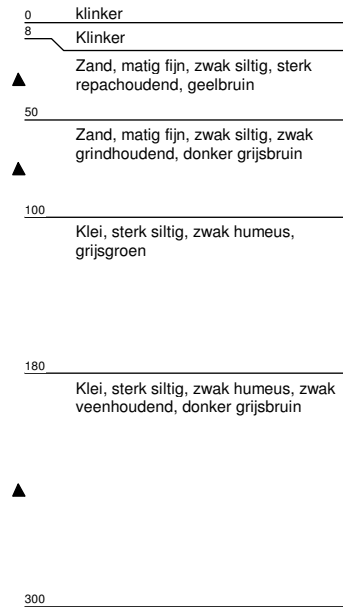 0 klinker
8 Klinker
Zand, matig fijn, zwak siltig, sterk
repachoudend, geelbruin
50
Zand, matig fijn, zwak siltig, zwak
grindhoudend, donker grijsbruin
100
Klei, sterk siltig, zwak humeus,
grijsgroen
180
Klei, sterk siltig, zwak humeus, zwak
veenhoudend, donker grijsbruin
300